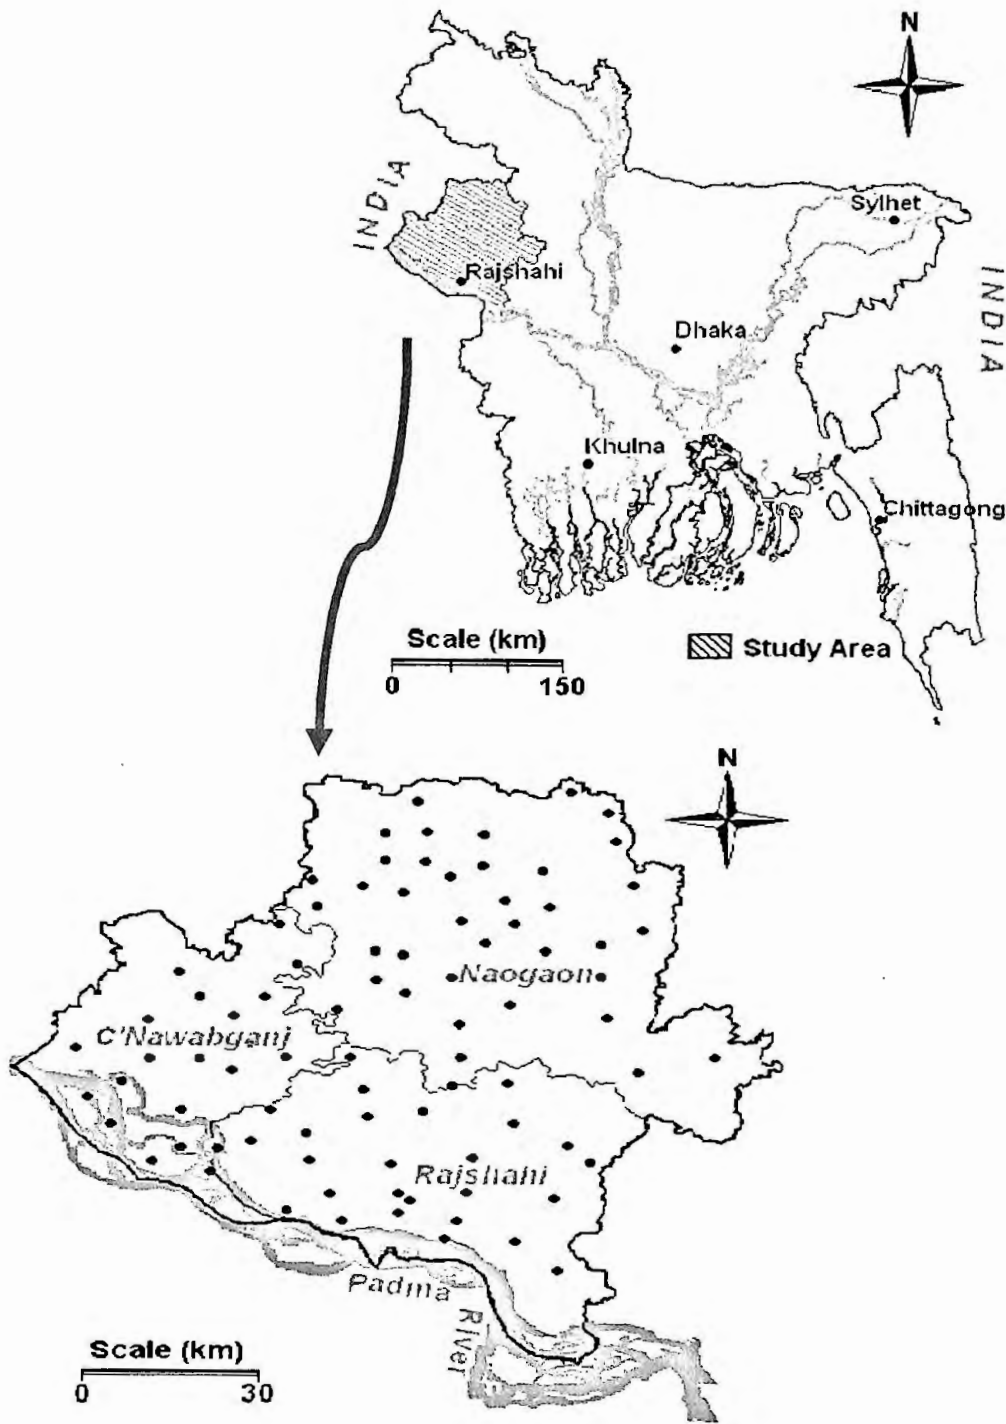 N
INDIA
Sylhet
Rajshahi
INDIA
Dhaka
Khulna
Chittagong
Scale (km)
0 150
Study Area
N
Naogaon
C'Nawabganj
Rajshahi
Padma
River
Scale (km)
0 30